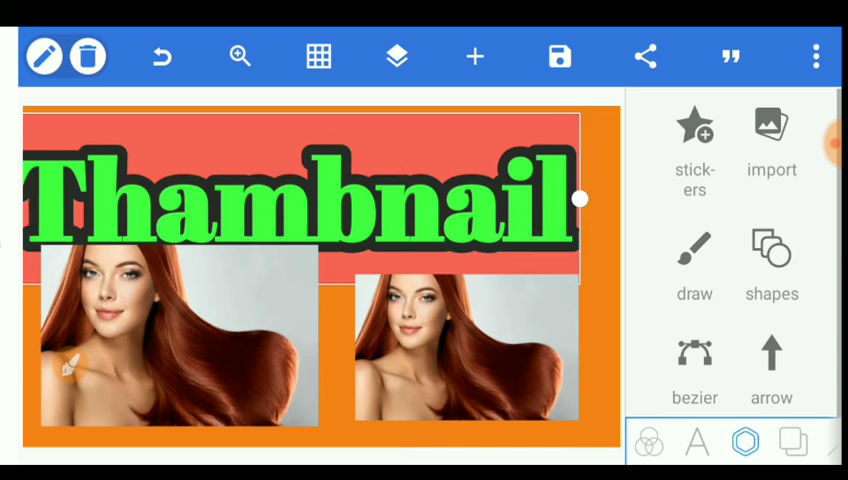 Thambnail
stick-
ers
import
draw
shapes
bezier
arrow